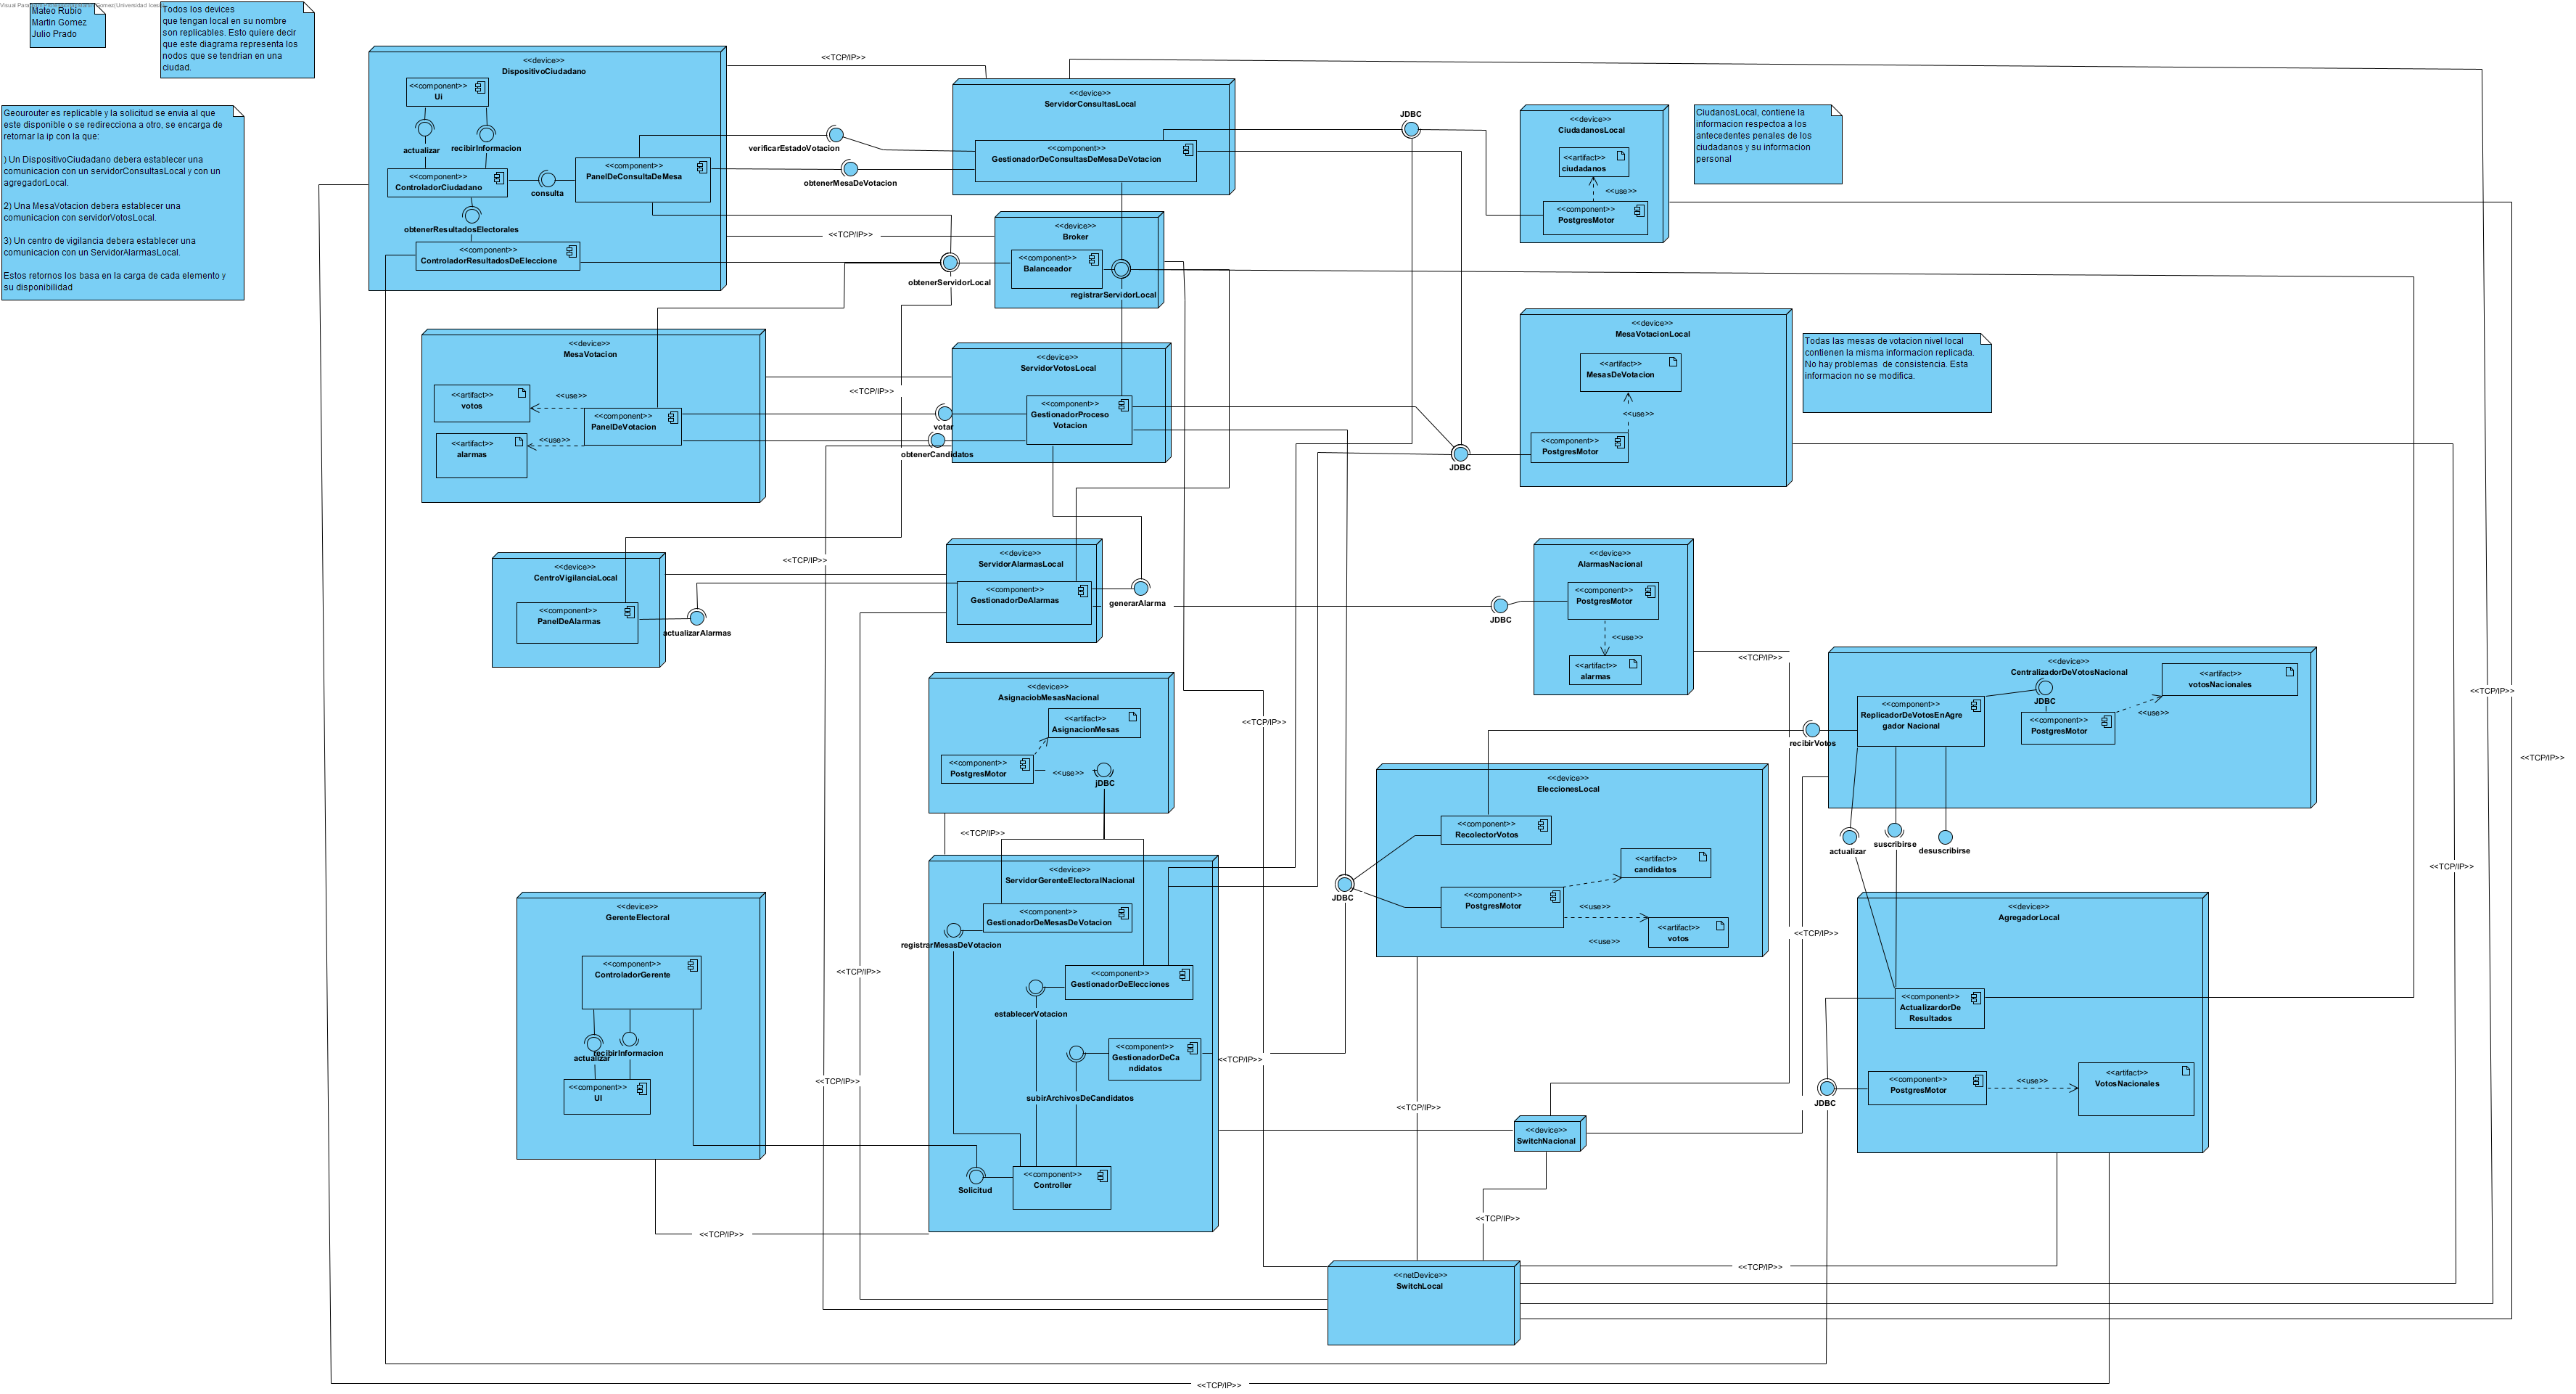 Mateo Rubio
Martin Gomez
Julio Prado
Todos los devices
que tengan local en su nombre
son replicables. Esto quiere decir
que este diagrama representa los
nodos que se tendrian en una
ciudad.
Geourouter es replicable y la solicitud se envia al que
este disponible o se redirecciona a otro, se encarga de
retornar la ip con la que:
) Un DispositivoCiudadano debera establecer una
comunicacion con un servidorConsultasLocal y con un
agregadorLocal.
2) Una MesaVotacion debera establecer una
comunicacion con servidorVotosLocal.
3) Un centro de vigilancia debera establecer una
comunicacion con un ServidorAlarmasLocal.
Estos retornos los basa en la carga de cada elemento y
su disponibilidad
<<device>>
DispositivoCiudadano
<<component>>
Ui
actualizar
recibirInformacion
<<component>>
ControladorCiudadano
consulta
<<component>>
PanelDeConsultaDeMesa
obtenerResultadosElectorales
<<component>>
ControladorResultadosDeEleccione
<<TCP/IP>>
verificarEstadoVotacion
obtenerMesaDeVotacion
<<TCP/IP>>
obtenerServidorLocal
<<device>>
ServidorConsultasLocal
<<component>>
GestionadorDeConsultasDeMesaDeVotacion
<<device>>
Broker
<<component>>
Balanceador
registrarServidorLocal
JDBC
<<device>>
CiudadanosLocal
<<artifact>>
ciudadanos
<<use>>
<<component>>
PostgresMotor
CiudanosLocal, contiene la
informacion respectoa a los
antecedentes penales de los
ciudadanos y su informacion
personal
<<device>>
MesaVotacion
<<artifact>>
votos
<<use>>
<<component>>
PanelDeVotacion
<<artifact>>
alarmas
<<use>>
<<TCP/IP>>
votar
obtenerCandidatos
<<device>>
ServidorVotosLocal
<<component>>
GestionadorProceso
Votacion
JDBC
<<device>>
MesaVotacionLocal
<<artifact>>
MesasDeVotacion
<<use>>
<<component>>
PostgresMotor
Todas las mesas de votacion nivel local
contienen la misma informacion replicada.
No hay problemas  de consistencia. Esta
informacion no se modifica.
<<device>>
CentroVigilanciaLocal
<<component>>
PanelDeAlarmas
<<TCP/IP>>
actualizarAlarmas
<<device>>
ServidorAlarmasLocal
<<component>>
GestionadorDeAlarmas
generarAlarma
JDBC
<<device>>
AlarmasNacional
<<component>>
PostgresMotor
<<use>>
<<artifact>>
alarmas
<<TCP/IP>>
<<device>>
CentralizadorDeVotosNacional
<<component>>
ReplicadorDeVotosEnAgre
gador Nacional
JDBC
<<component>>
PostgresMotor
<<use>>
<<artifact>>
votosNacionales
recibirVotos
<<TCP/IP>>
<<TCP/IP>>
<<device>>
AsignaciobMesasNacional
<<artifact>>
AsignacionMesas
<<component>>
PostgresMotor
<<use>>
jDBC
<<TCP/IP>>
<<TCP/IP>>
<<device>>
EleccionesLocal
<<component>>
RecolectorVotos
<<artifact>>
candidatos
<<component>>
PostgresMotor
<<use>>
<<artifact>>
votos
<<use>>
JDBC
actualizar
suscribirse
desuscribirse
<<TCP/IP>>
<<TCP/IP>>
<<device>>
ServidorGerenteElectoralNacional
<<component>>
GestionadorDeMesasDeVotacion
registrarMesasDeVotacion
<<component>>
GestionadorDeElecciones
establecerVotacion
<<component>>
GestionadorDeCa
ndidatos
subirArchivosDeCandidatos
<<component>>
Controller
Solicitud
<<TCP/IP>>
<<TCP/IP>>
<<TCP/IP>>
<<device>>
GerenteElectoral
<<component>>
ControladorGerente
actualizar
recibirInformacion
<<component>>
UI
<<TCP/IP>>
<<device>>
AgregadorLocal
<<component>>
ActualizardorDe
Resultados
<<component>>
PostgresMotor
<<use>>
<<artifact>>
VotosNacionales
JDBC
<<TCP/IP>>
<<TCP/IP>>
<<device>>
SwitchNacional
<<TCP/IP>>
<<netDevice>>
SwitchLocal
<<TCP/IP>>
<<TCP/IP>>